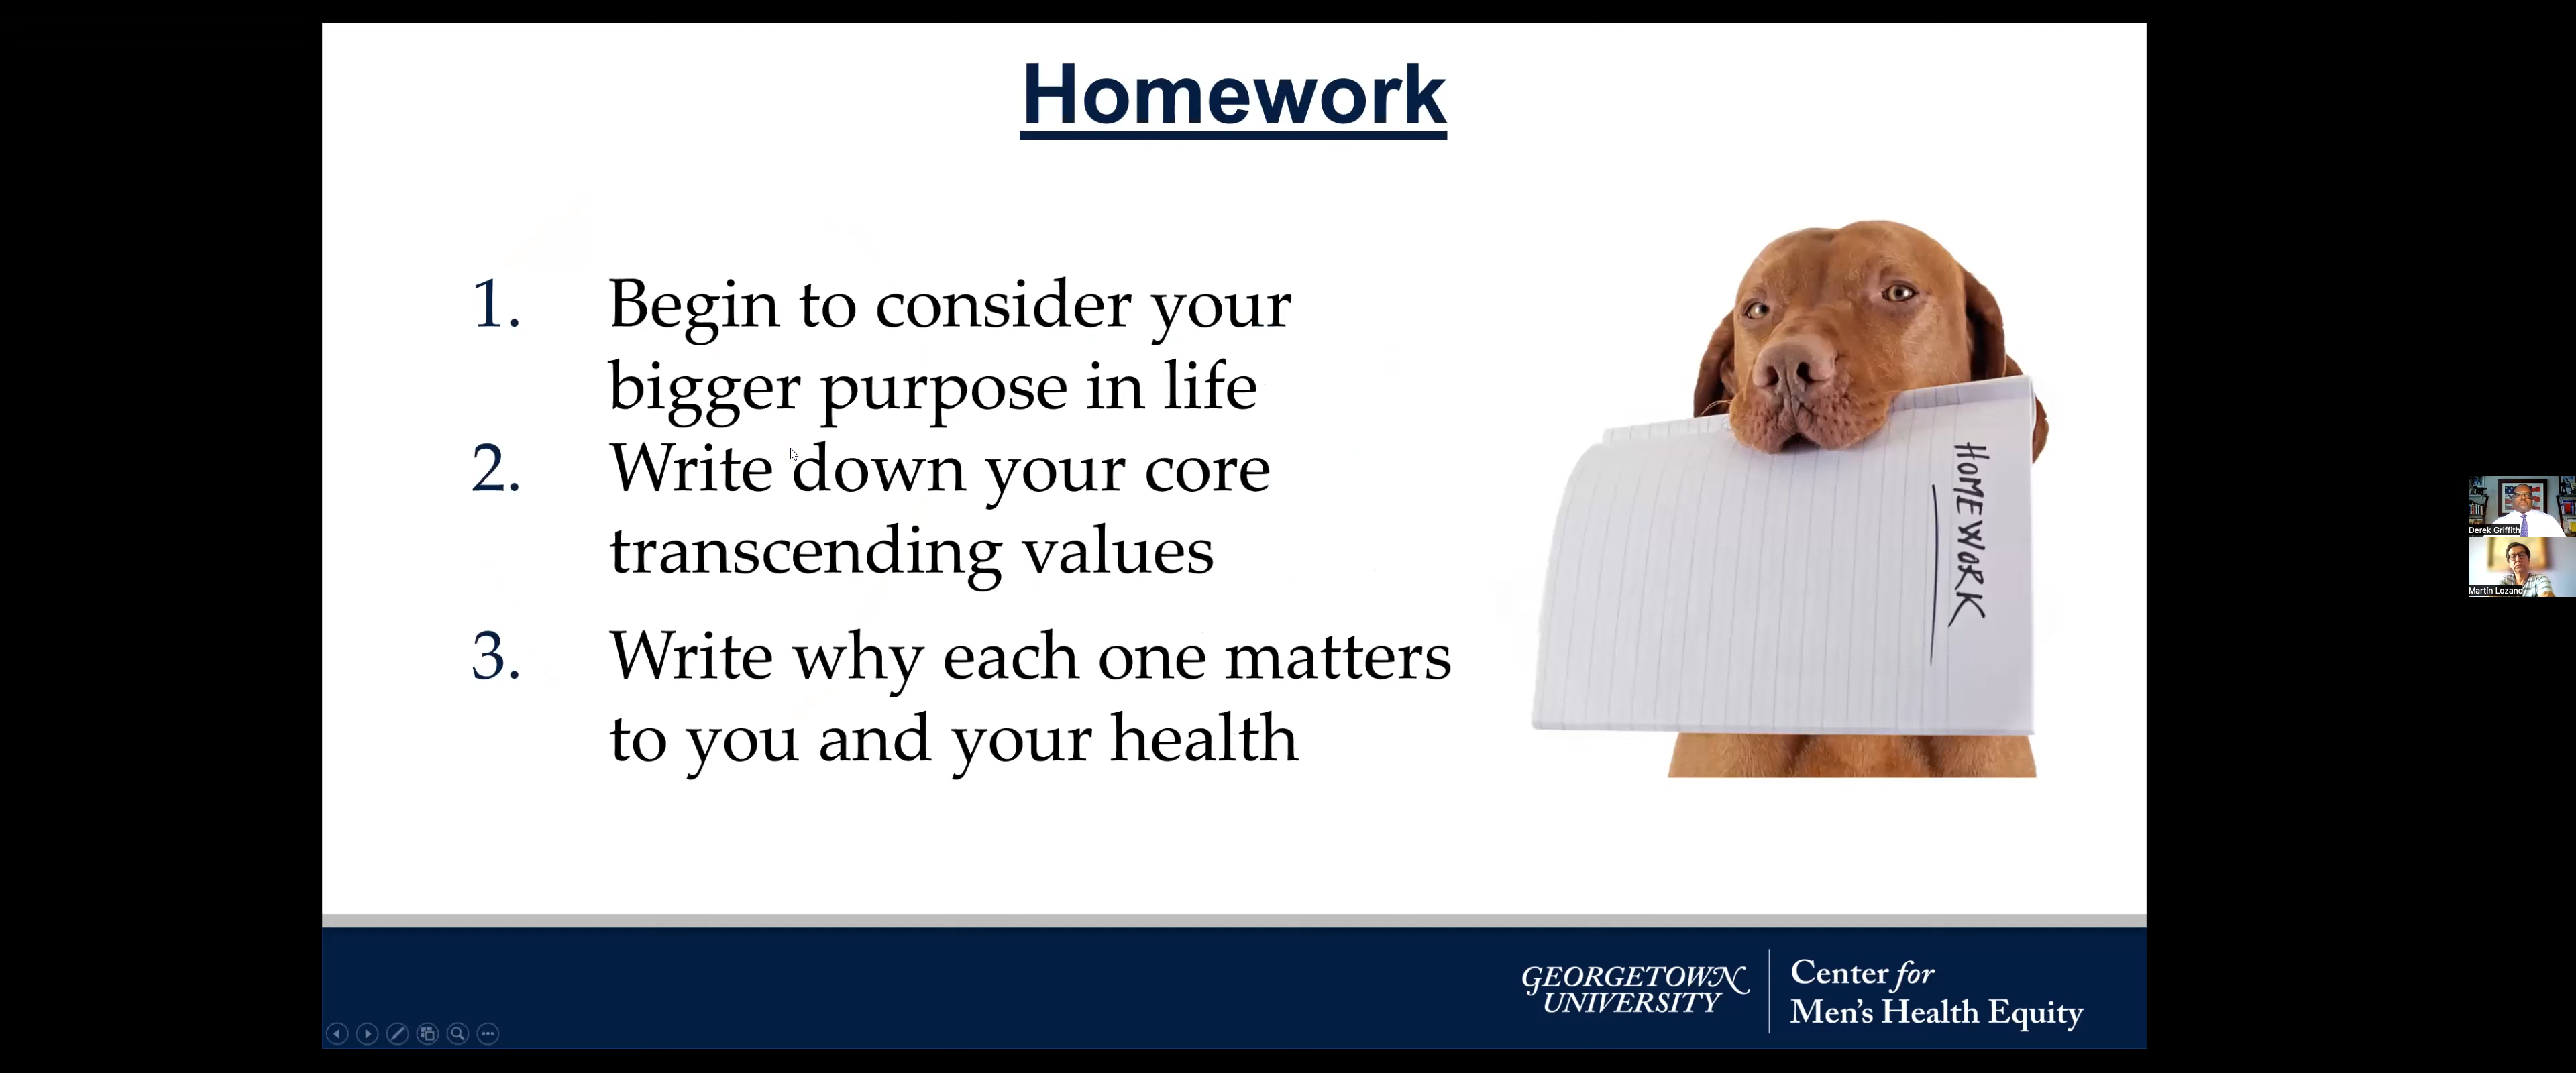 Homework
1. Begin to consider your
bigger purpose in life
2. Write down your core
transcending values
3. Write why each one matters
to you and your health
HOMEWORK
Derek Griffith
Martín Lozano
GEORGETOWN
UNIVERSITY
Center for
Men's Health Equity